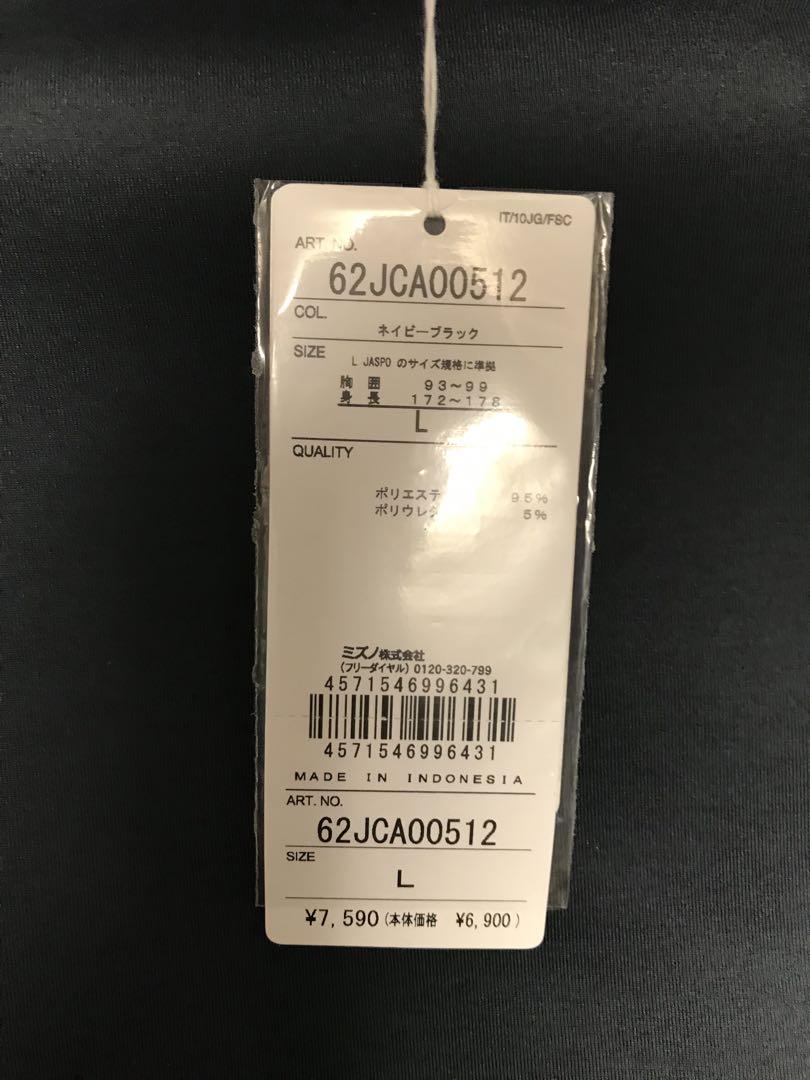 IT/10JG/FSC
ART. NO.
62JCA00512
COL.
ネイビーブラック
SIZE
L JASPO のサイズ規格に準拠
胸 囲 93～99
身 長 172～178
L
QUALITY
95%
5%
ミズノ株式会社
(フリーダイヤル) 0120-320-799
4571546996431
4571546996431
MADE IN INDONESIA
ART. NO.
62JCA00512
SIZE
L
¥7,590 (本体価格 ¥6,900)